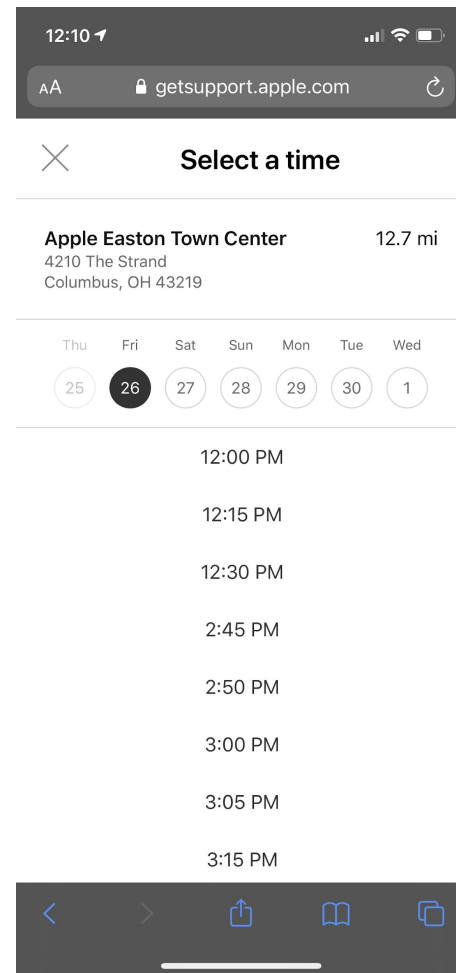 12:10
AA getsupport.apple.com
Select a time
Apple Easton Town Center 12.7 mi
4210 The Strand
Columbus, OH 43219
Thu Fri Sat Sun Mon Tue Wed
25 26 27 28 29 30 1
12:00 PM
12:15 PM
12:30 PM
2:45 PM
2:50 PM
3:00 PM
3:05 PM
3:15 PM